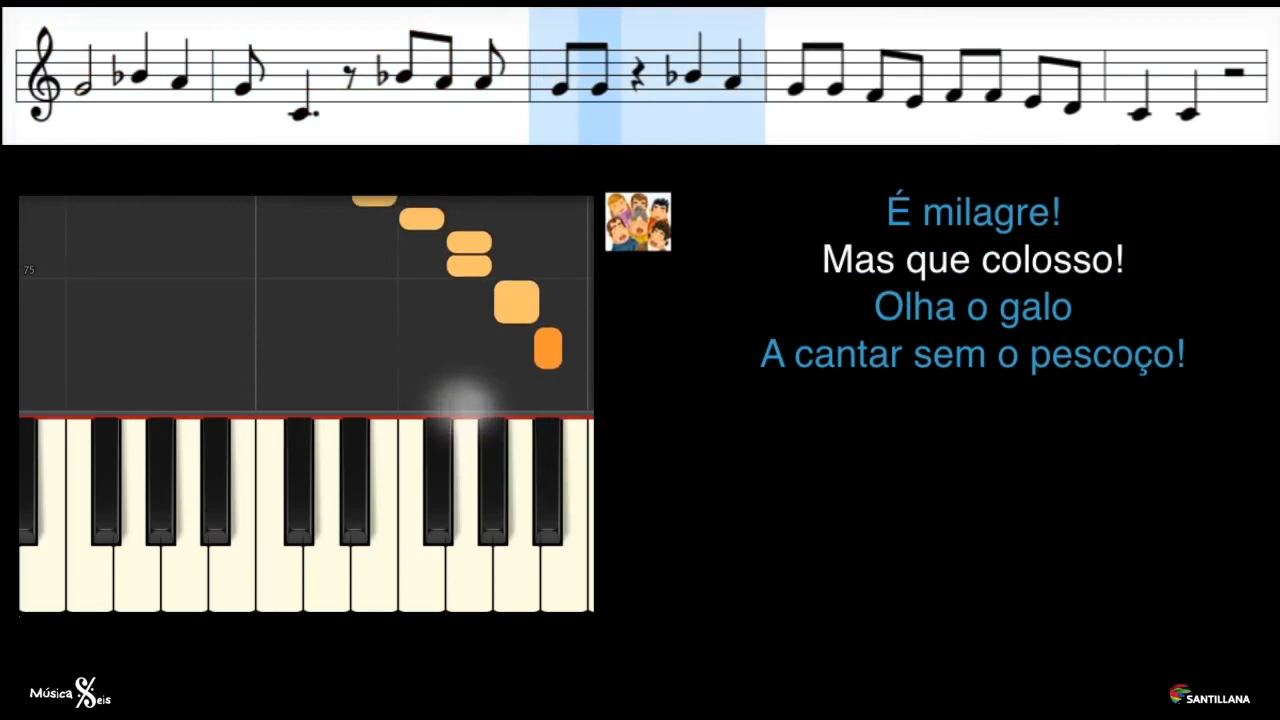 75
É milagre!
Mas que colosso!
Olha o galo
A cantar sem o pescoço!
Música Seis
SANTILLANA